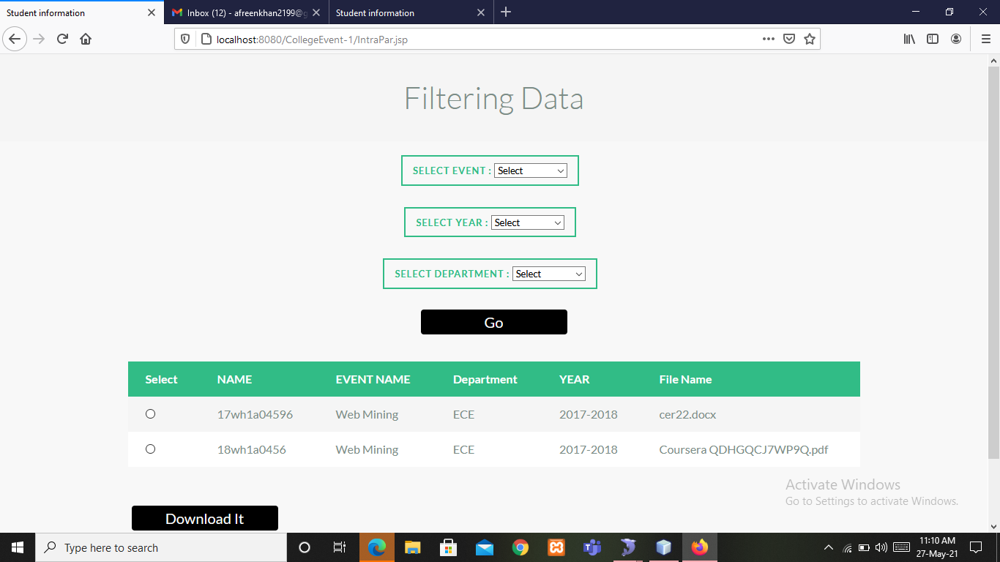 Student information
Inbox (12) - afreenkhan2199@g
Student information
localhost:8080/CollegeEvent-1/IntraPar.jsp
Filtering Data
SELECT EVENT : Select
SELECT YEAR : Select
SELECT DEPARTMENT : Select
Go
Select NAME EVENT NAME Department YEAR File Name
17wh1a04596 Web Mining ECE 2017-2018 cer22.docx
18wh1a0456 Web Mining ECE 2017-2018 Coursera QDHGQCJ7WP9Q.pdf
Activate Windows
Go to Settings to activate Windows.
Download It
Type here to search
11:10 AM
27-May-21